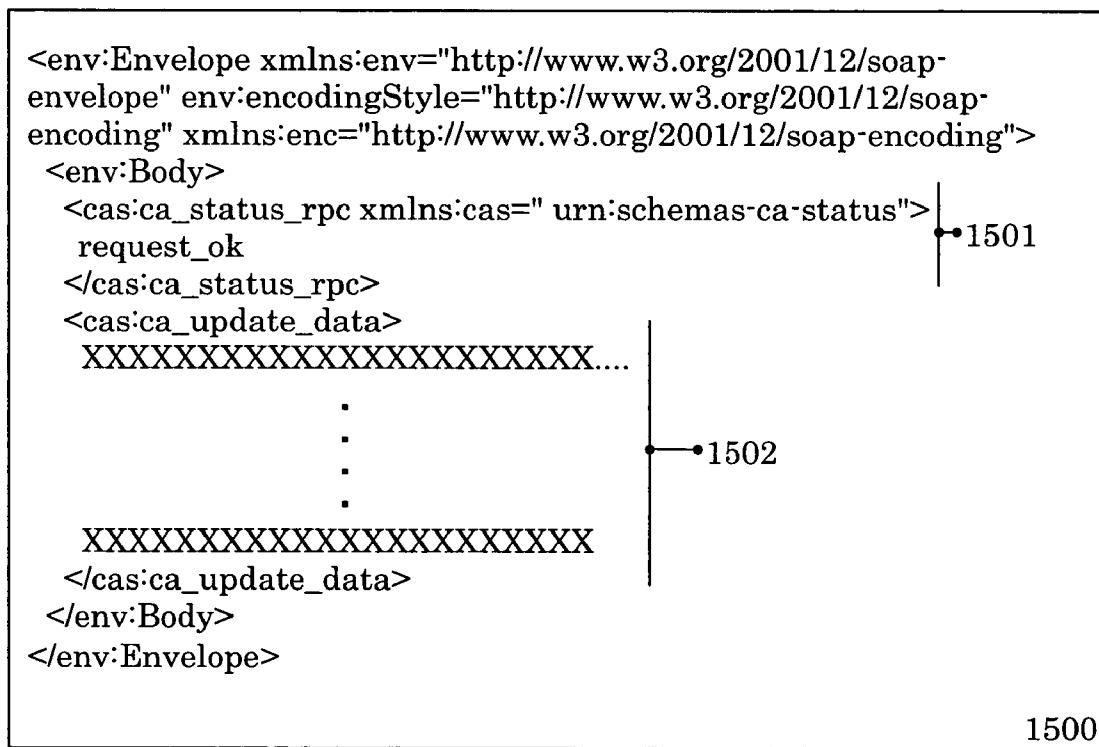 <env:Envelope xmlns:env="http://www.w3.org/2001/12/soap-
envelope" env:encodingStyle="http://www.w3.org/2001/12/soap-
encoding" xmlns:enc="http://www.w3.org/2001/12/soap-encoding">
<env:Body>
<cas:ca_status_rpc xmlns:cas=" urn:schemas-ca-status">
request_ok
1501
</cas:ca_status_rpc>
<cas:ca_update_data>
XXXXXXXXXXXXXXXXXXXXXX....
.
.
1502
.
.
XXXXXXXXXXXXXXXXXXXXXX
</cas:ca_update_data>
</env:Body>
</env:Envelope>
1500